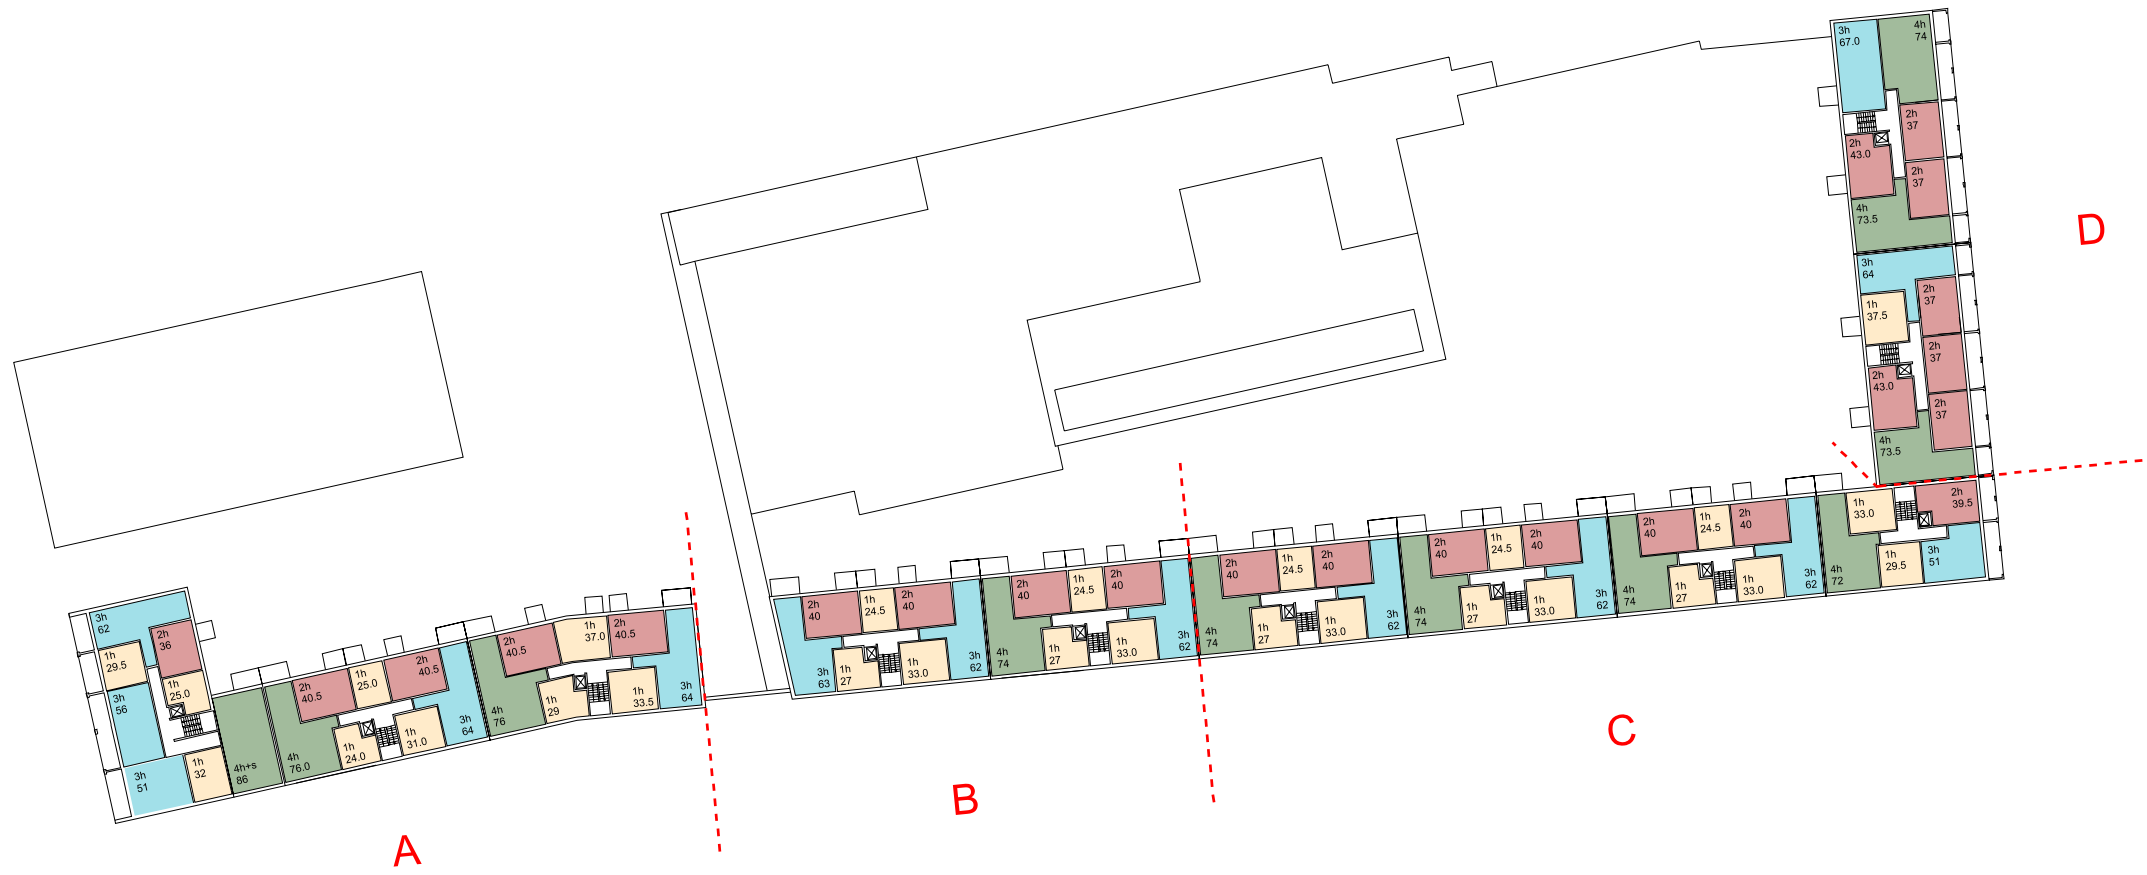 3h
62
2h
36
1h
29.5
1h
25.0
3h
56
1h
32
3h
51
4h+s
86
4h
76.0
2h
40.5
1h
25.0
2h
40.5
1h
24.0
1h
31.0
3h
64
4h
76
2h
40.5
1h
37.0
2h
40.5
1h
29
1h
33.5
3h
64
A
2h
40
1h
24.5
2h
40
3h
63
1h
27
1h
33.0
3h
62
4h
74
2h
40
1h
24.5
2h
40
1h
27
1h
33.0
3h
62
B
4h
74
2h
40
1h
24.5
2h
40
1h
27
1h
33.0
3h
62
4h
74
2h
40
1h
24.5
2h
40
1h
27
1h
33.0
3h
62
4h
74
2h
40
1h
24.5
2h
40
1h
27
1h
33.0
3h
62
4h
72
1h
33.0
2h
39.5
1h
29.5
3h
51
C
3h
67.0
4h
74
2h
37
2h
43.0
2h
37
4h
73.5
3h
64
2h
37
1h
37.5
2h
37
2h
43.0
2h
37
4h
73.5
D